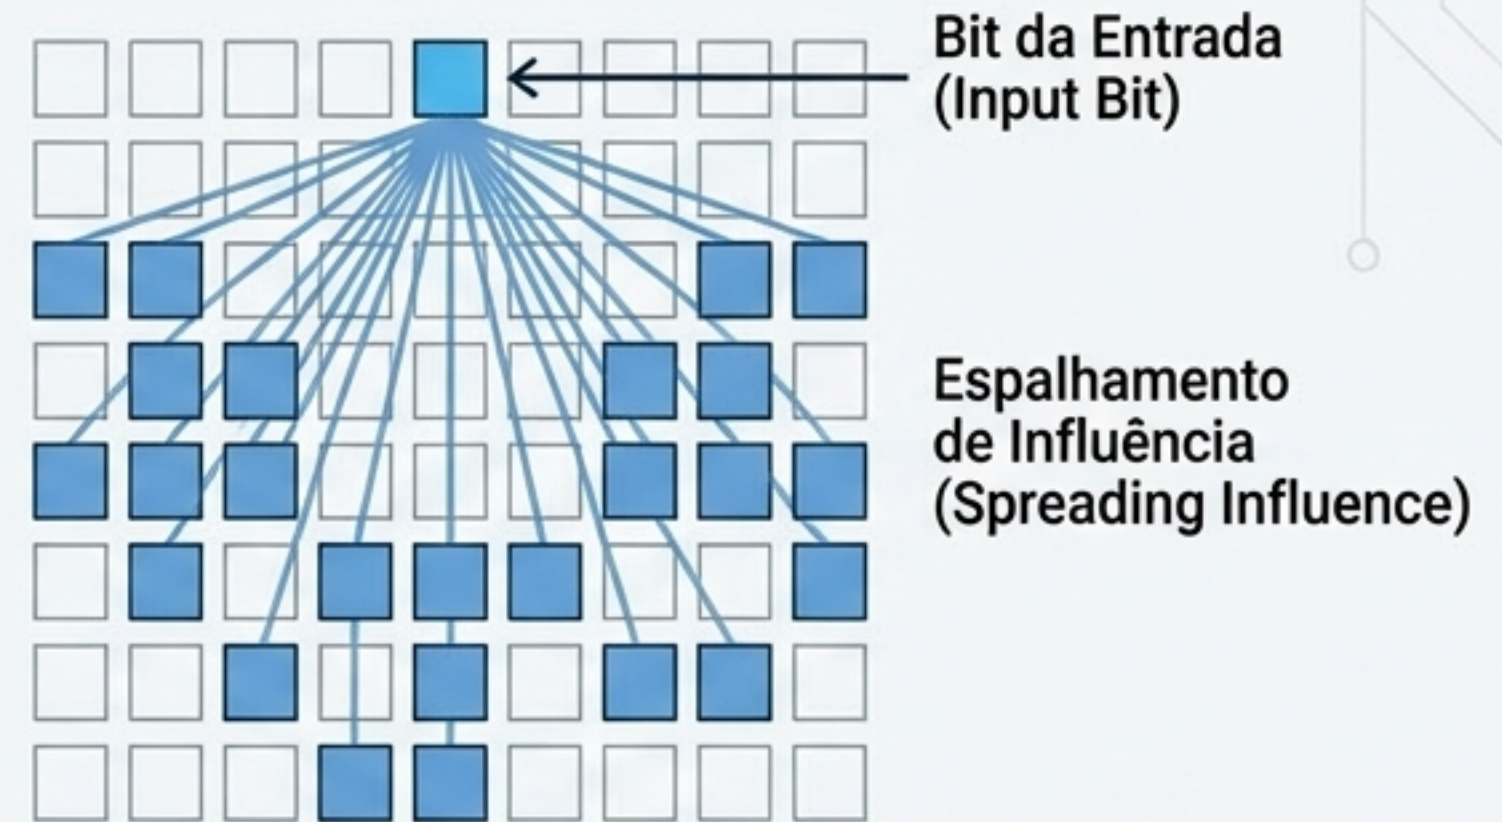 Bit da Entrada
(Input Bit)
Espalhamento
de Influência
(Spreading Influence)